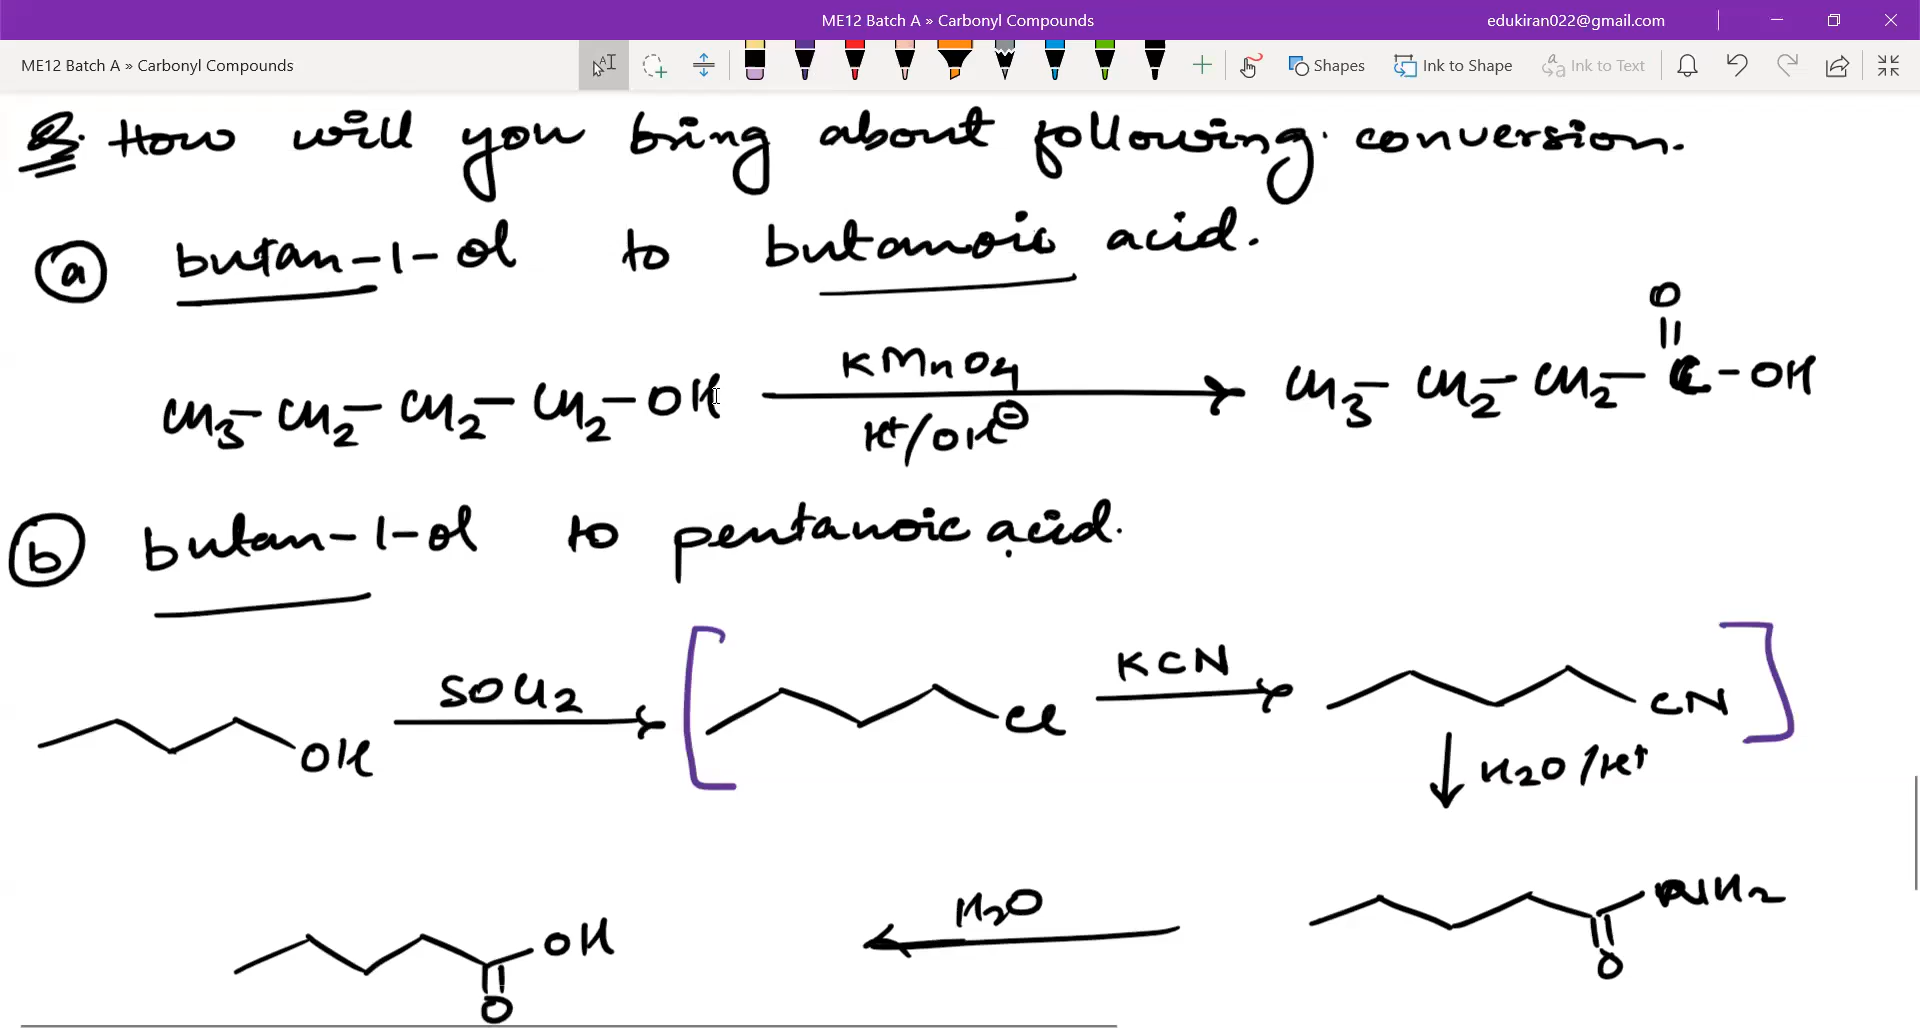 ME12 Batch A » Carbonyl Compounds
edukiran022@gmail.com
ME12 Batch A » Carbonyl Compounds
Shapes
Ink to Shape
Ink to Text
Q. How will you bring about following. conversion.
(a) butan-1-ol to butanoic acid.
O
CH3-CH2-CH2-CH2-OH KMnO4 H+/OH⊖ CH3-CH2-CH2-C-OH
(b) butan-1-ol to pentanoic acid.
OH SOCl2 [ Cl KCN CN ]
H2O/H+
OH O H2O NH2 O